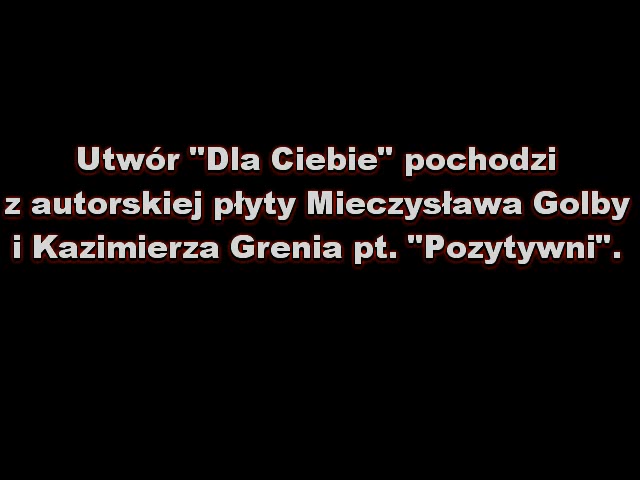 Utwór "Dla Ciebie" pochodzi
z autorskiej płyty Mieczysława Golby
i Kazimierza Grenia pt. "Pozytywni".